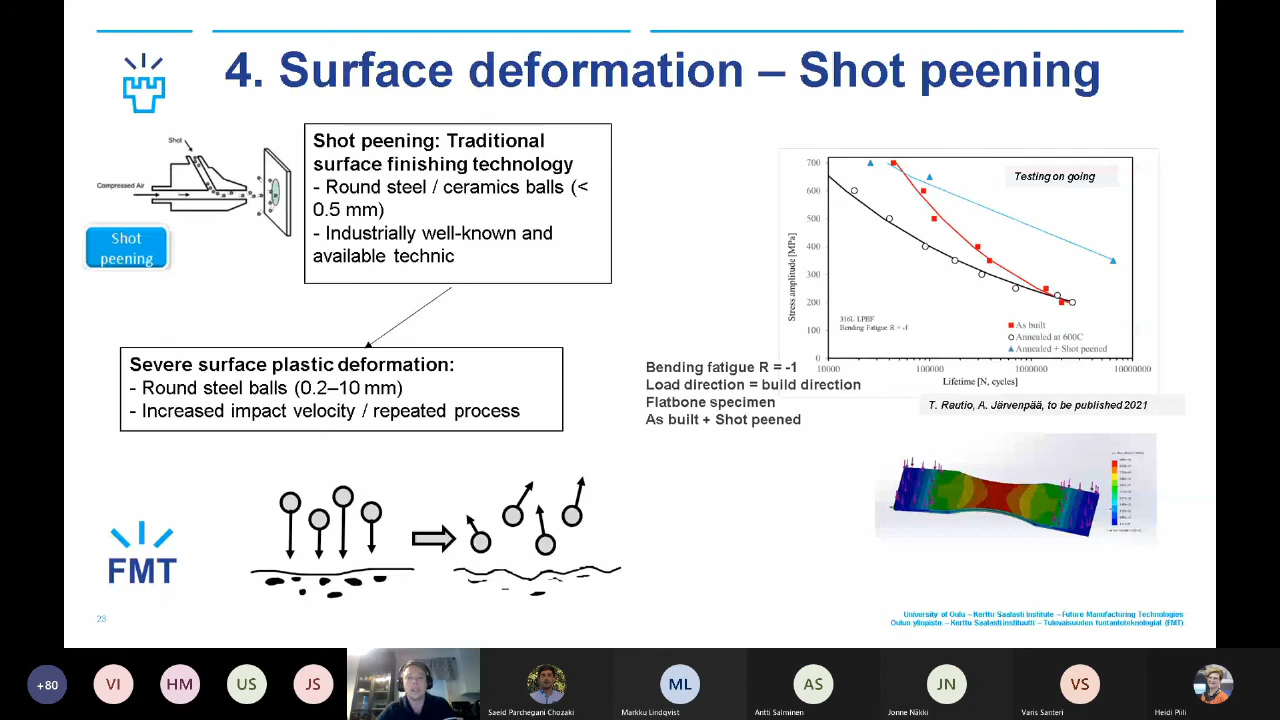 4. Surface deformation – Shot peening
Shot
Compressed Air
Shot
peening
Shot peening: Traditional
surface finishing technology
- Round steel / ceramics balls (<
0.5 mm)
- Industrially well-known and
available technic
Severe surface plastic deformation:
- Round steel balls (0.2–10 mm)
- Increased impact velocity / repeated process
Testing on going
700
600
500
400
300
200
100
0
Stress amplitude [MPa]
316L LPBF
Bending Fatigue R = -1
As built
Annealed at 600C
Annealed + Shot peened
10000
100000
1000000
10000000
Lifetime [N, cycles]
Bending fatigue R = -1
Load direction = build direction
Flatbone specimen
As built + Shot peened
T. Rautio, A. Järvenpää, to be published 2021
FMT
23
University of Oulu – Kerttu Saalasti Institute – Future Manufacturing Technologies
Oulun yliopisto – Kerttu Saalasti instituutti – Tulevaisuuden tuotantoteknologiat (FMT)
+80
VI
HM
US
JS
ML
AS
JN
VS
Saeid Parchegani Chozaki
Markku Lindqvist
Antti Salminen
Jonne Näkki
Varis Santeri
Heidi Piili